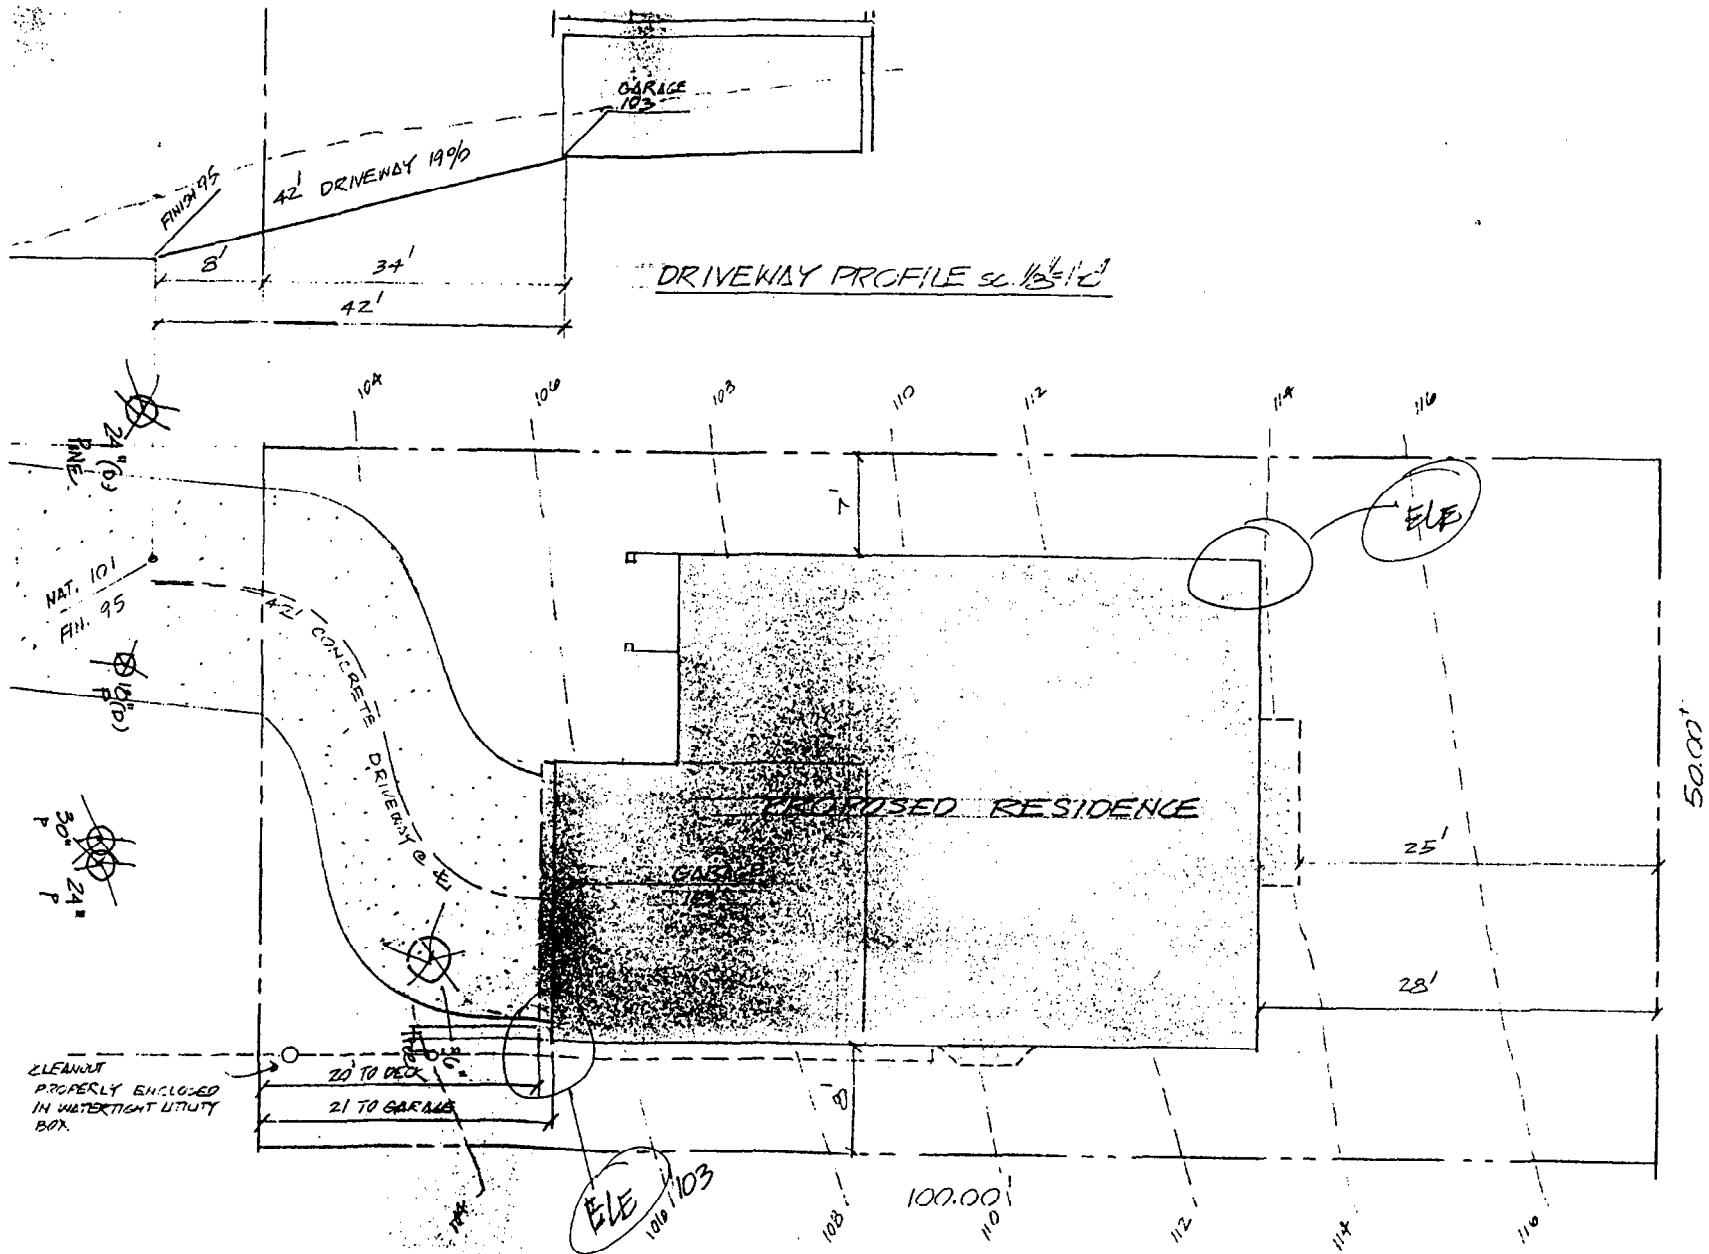 GARAGE
103
FINISH 95
42' DRIVEWAY 19%
8'
34'
42'
DRIVEWAY PROFILE SC. 1/8"=1'-0"
104
106
108
110
112
114
116
24" (D)
PINE
7'
ELE
NAT. 101
FIN. 95
18" (D)
P
42' CONCRETE DRIVEWAY @
PROPOSED RESIDENCE
GARAGE
103
25'
50.00'
30"
P
24"
P
28'
36"
CLEANOUT
PROPERLY ENCLOSED
IN WATERTIGHT UTILITY
BOX.
20' TO DECK
21 TO GARAGE
8'
ELE
103
100.00'
104
106
108
110
112
114
116